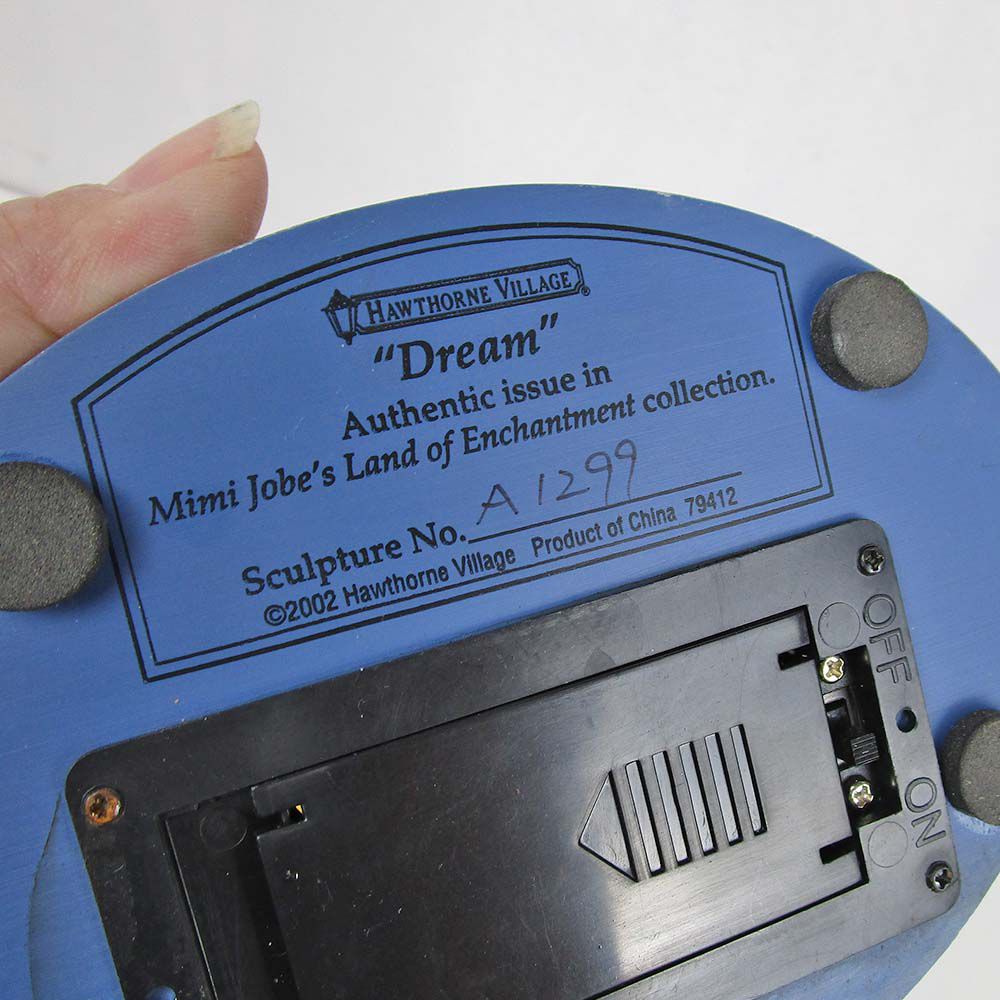 HAWTHORNE VILLAGE®
“Dream”
Authentic issue in
Mimi Jobe's Land of Enchantment collection.
Sculpture No. A1299
©2002 Hawthorne Village Product of China 79412
OFF
ON